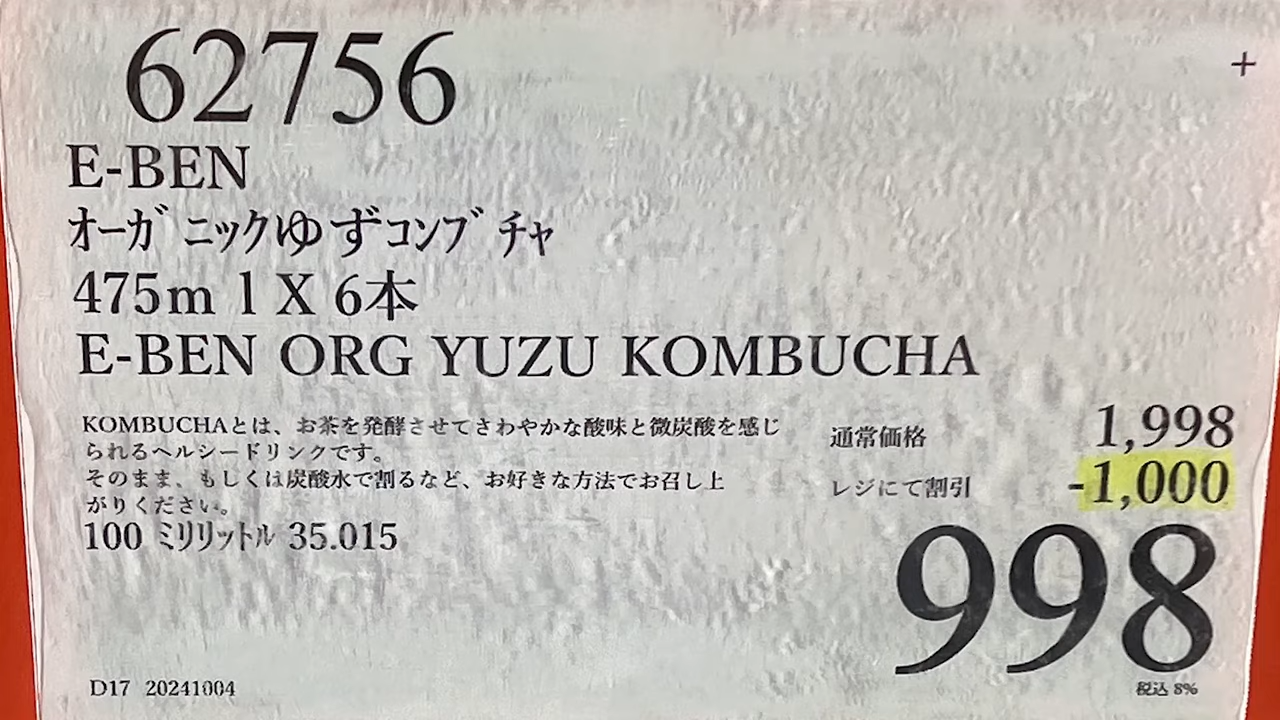 +
62756
E-BEN
ｵｰｶﾞﾆｯｸゆずｺﾝﾌﾞﾁｬ
475ml X 6本
E-BEN ORG YUZU KOMBUCHA
KOMBUCHAとは、お茶を発酵させてさわやかな酸味と微炭酸を感じ
られるヘルシードリンクです。
そのまま、もしくは炭酸水で割るなど、お好きな方法でお召し上
がりください。
100 ﾐﾘﾘｯﾄﾙ 35.015
通常価格 1,998
レジにて割引 -1,000
998
税込 8%
D17 20241004